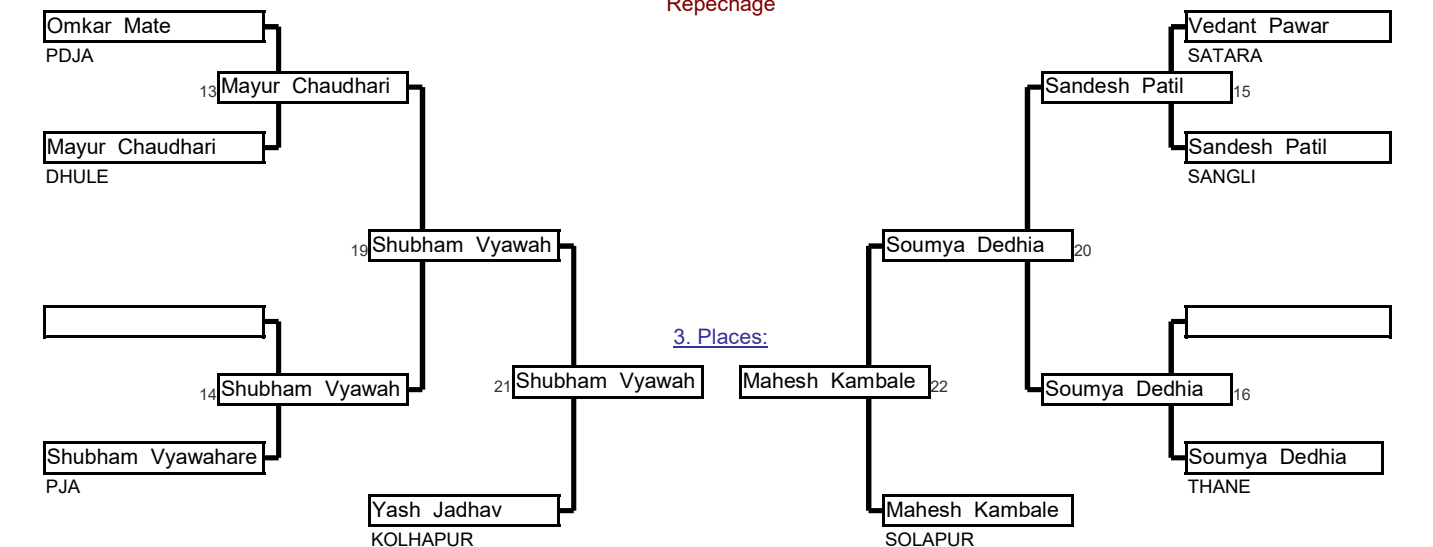 Repechage
Omkar Mate
Vedant Pawar
PDJA
SATARA
13 Mayur Chaudhari
Sandesh Patil 15
Mayur Chaudhari
Sandesh Patil
DHULE
SANGLI
19 Shubham Vyawah
Soumya Dedhia 20
3. Places:
14 Shubham Vyawah
21 Shubham Vyawah
Mahesh Kambale 22
Soumya Dedhia 16
Shubham Vyawahare
Soumya Dedhia
PJA
THANE
Yash Jadhav
Mahesh Kambale
KOLHAPUR
SOLAPUR